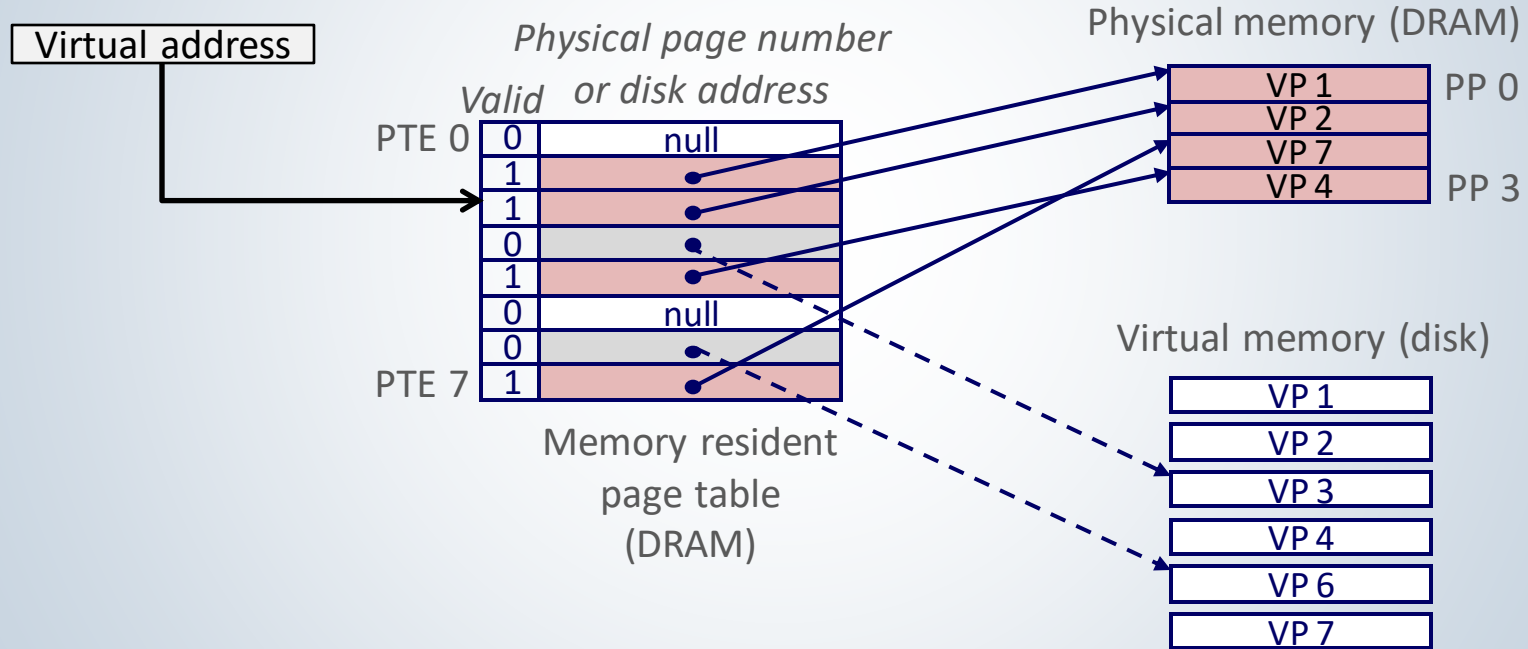 Virtual address
Physical page number
or disk address
Valid
PTE 0
0
null
1
1
0
1
0
null
0
PTE 7
1
Memory resident
page table
(DRAM)
Physical memory (DRAM)
VP 1
PP 0
VP 2
VP 7
VP 4
PP 3
Virtual memory (disk)
VP 1
VP 2
VP 3
VP 4
VP 6
VP 7